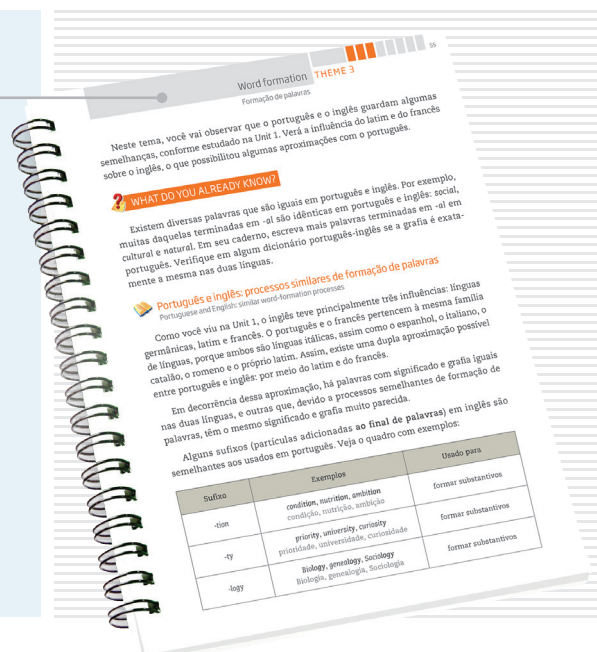 55
Word formation THEME 3
Formação de palavras
Neste tema, você vai observar que o português e o inglês guardam algumas
semelhanças, conforme estudado na Unit 1. Verá a influência do latim e do francês
sobre o inglês, o que possibilitou algumas aproximações com o português.
? WHAT DO YOU ALREADY KNOW?
Existem diversas palavras que são iguais em português e inglês. Por exemplo,
muitas daquelas terminadas em -al são idênticas em português e inglês: social,
cultural e natural. Em seu caderno, escreva mais palavras terminadas em -al em
português. Verifique em algum dicionário português-inglês se a grafia é exata-
mente a mesma nas duas línguas.
Português e inglês: processos similares de formação de palavras
Portuguese and English: similar word-formation processes
Como você viu na Unit 1, o inglês teve principalmente três influências: línguas
germânicas, latim e francês. O português e o francês pertencem à mesma família
de línguas, porque ambos são línguas itálicas, assim como o espanhol, o italiano, o
catalão, o romeno e o próprio latim. Assim, existe uma dupla aproximação possível
entre português e inglês: por meio do latim e do francês.
Em decorrência dessa aproximação, há palavras com significado e grafia iguais
nas duas línguas, e outras que, devido a processos semelhantes de formação de
palavras, têm o mesmo significado e grafia muito parecida.
Alguns sufixos (partículas adicionadas ao final de palavras) em inglês são
semelhantes aos usados em português. Veja o quadro com exemplos:
Sufixo Exemplos Usado para
-tion condition, nutrition, ambition formar substantivos
condição, nutrição, ambição
-ty priority, university, curiosity formar substantivos
prioridade, universidade, curiosidade
-logy Biology, genealogy, Sociology formar substantivos
Biologia, genealogia, Sociologia